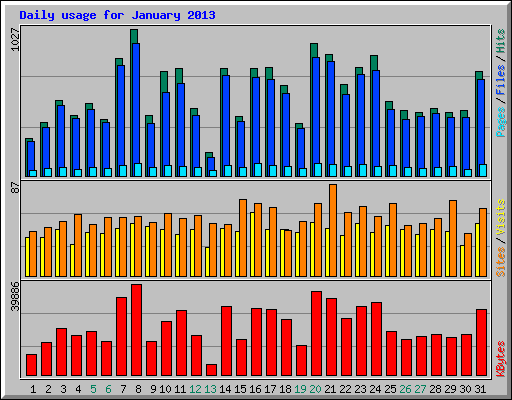 Daily usage for January 2013
1027
Pages / Files / Hits
87
Sites / Visits
39886
KBytes
1 2 3 4 5 6 7 8 9 10 11 12 13 14 15 16 17 18 19 20 21 22 23 24 25 26 27 28 29 30 31